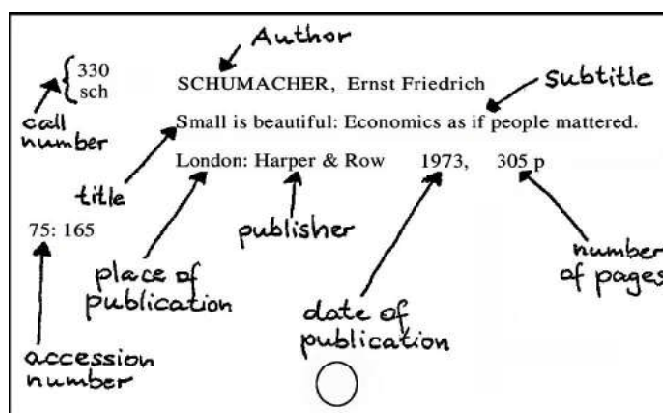 Author
330
sch
SCHUMACHER, Ernst Friedrich
subtitle
call
number
Small is beautiful: Economics as if people mattered.
title
London: Harper & Row 1973, 305 p
publisher
75: 165
place of
publication
date of
publication
number
of pages
accession
number